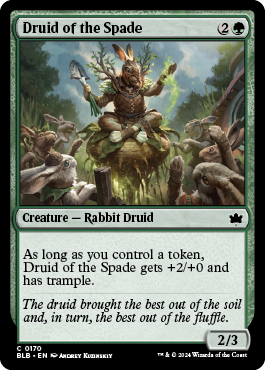 Druid of the Spade 2
Creature — Rabbit Druid
As long as you control a token,
Druid of the Spade gets +2/+0 and
has trample.
The druid brought the best out of the soil
and, in turn, the best out of the fluffle.
2/3
C 0170
BLB • EN Andrey Kuzinskiy
™ & © 2024 Wizards of the Coast